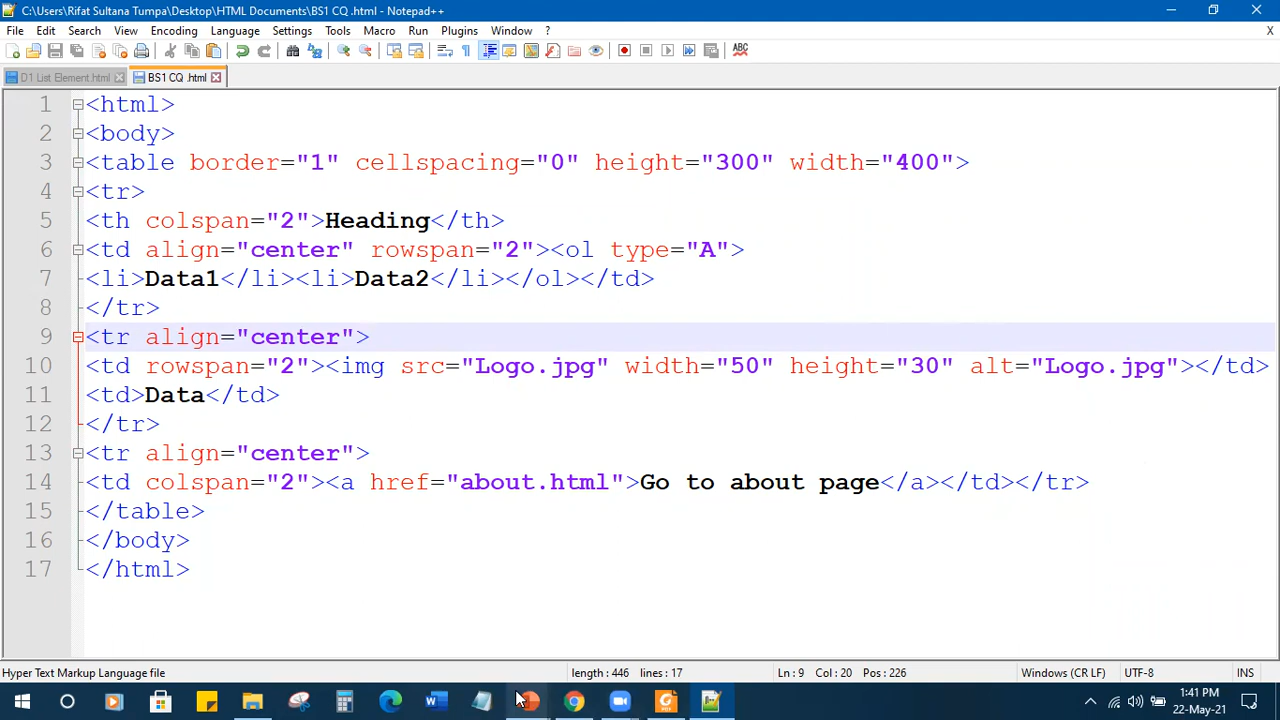 C:\Users\Rifat Sultana Tumpa\Desktop\HTML Documents\BS1 CQ .html - Notepad++
File Edit Search View Encoding Language Settings Tools Macro Run Plugins Window ? X
D1 List Element.html BS1 CQ .html
1 <html>
2 <body>
3 <table border="1" cellspacing="0" height="300" width="400">
4 <tr>
5 <th colspan="2">Heading</th>
6 <td align="center" rowspan="2"><ol type="A">
7 <li>Data1</li><li>Data2</li></ol></td>
8 </tr>
9 <tr align="center">
10 <td rowspan="2"><img src="Logo.jpg" width="50" height="30" alt="Logo.jpg"></td>
11 <td>Data</td>
12 </tr>
13 <tr align="center">
14 <td colspan="2"><a href="about.html">Go to about page</a></td></tr>
15 </table>
16 </body>
17 </html>
Hyper Text Markup Language file length : 446 lines : 17 Ln : 9 Col : 20 Pos : 226 Windows (CR LF) UTF-8 INS
1:41 PM
22-May-21